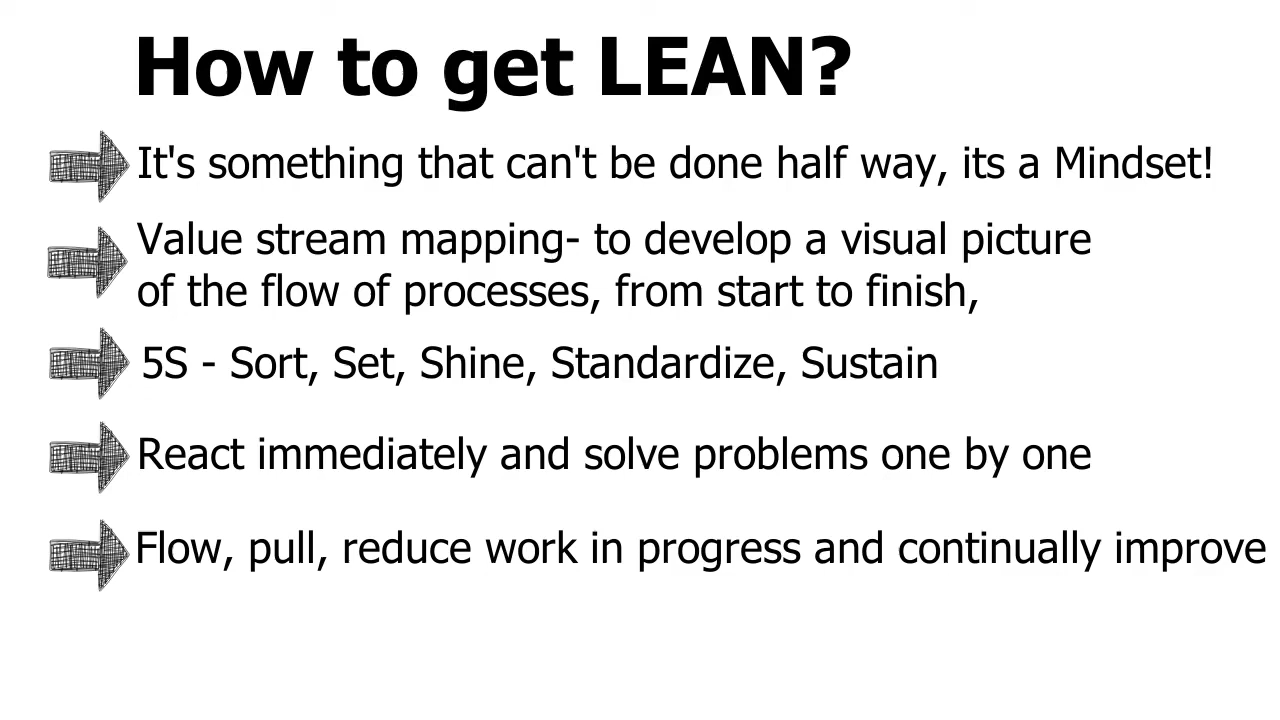 How to get LEAN?
It's something that can't be done half way, its a Mindset!
Value stream mapping- to develop a visual picture
of the flow of processes, from start to finish,
5S - Sort, Set, Shine, Standardize, Sustain
React immediately and solve problems one by one
Flow, pull, reduce work in progress and continually improve